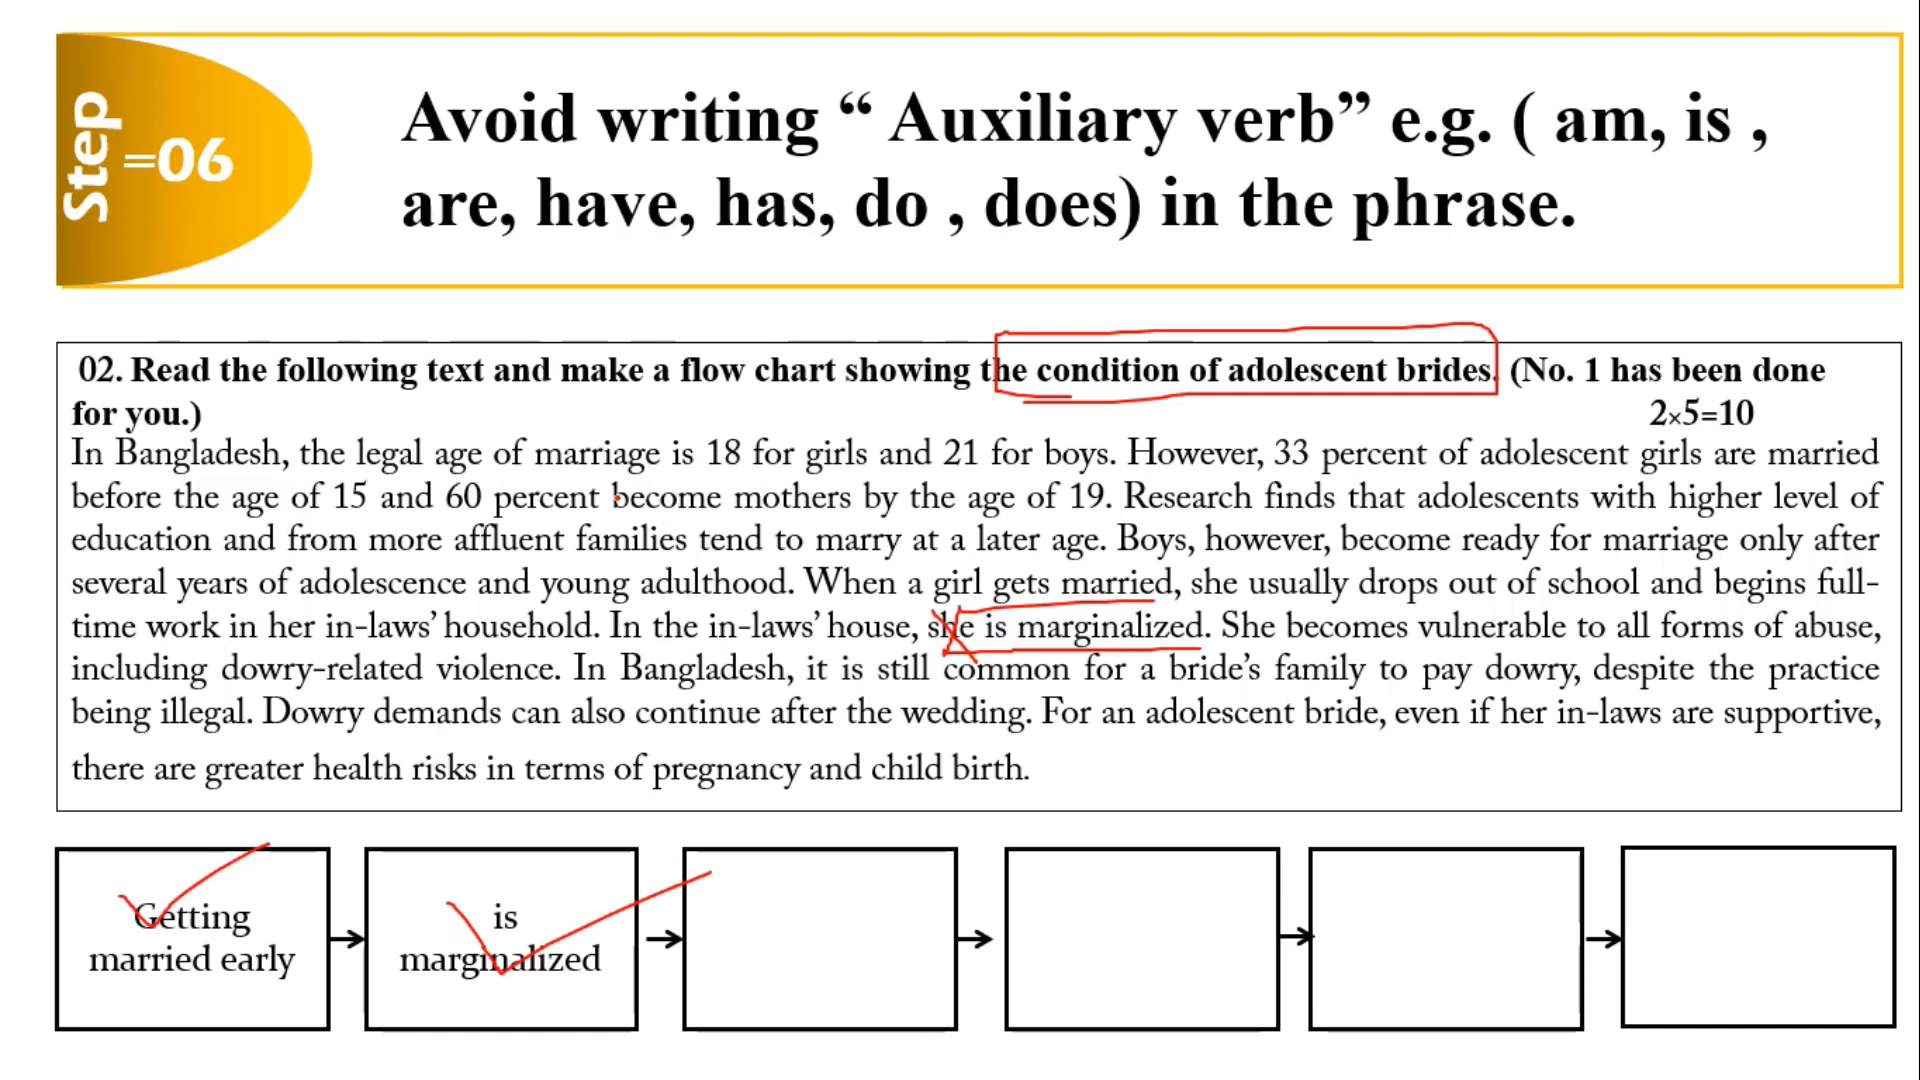 Step
=06
Avoid writing “ Auxiliary verb” e.g. ( am, is ,
are, have, has, do , does) in the phrase.
02. Read the following text and make a flow chart showing the condition of adolescent brides. (No. 1 has been done
for you.) 2×5=10
In Bangladesh, the legal age of marriage is 18 for girls and 21 for boys. However, 33 percent of adolescent girls are married
before the age of 15 and 60 percent become mothers by the age of 19. Research finds that adolescents with higher level of
education and from more affluent families tend to marry at a later age. Boys, however, become ready for marriage only after
several years of adolescence and young adulthood. When a girl gets married, she usually drops out of school and begins full-
time work in her in-laws’ household. In the in-laws’ house, she is marginalized. She becomes vulnerable to all forms of abuse,
including dowry-related violence. In Bangladesh, it is still common for a bride’s family to pay dowry, despite the practice
being illegal. Dowry demands can also continue after the wedding. For an adolescent bride, even if her in-laws are supportive,
there are greater health risks in terms of pregnancy and child birth.
Getting
married early
is
marginalized